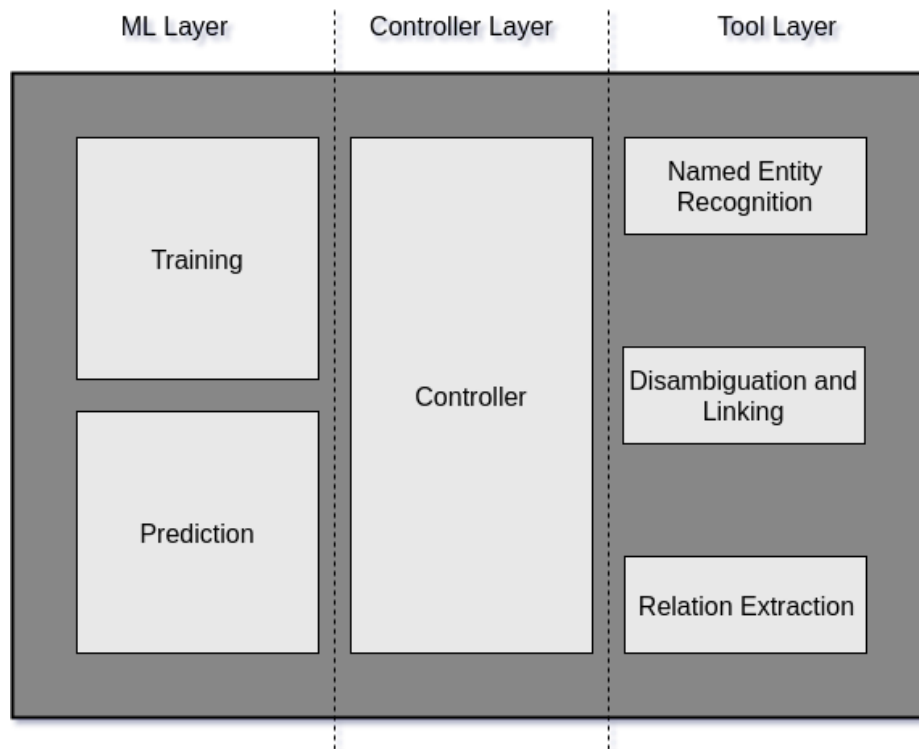 ML Layer
Controller Layer
Tool Layer
Training
Prediction
Controller
Named Entity
Recognition
Disambiguation and
Linking
Relation Extraction